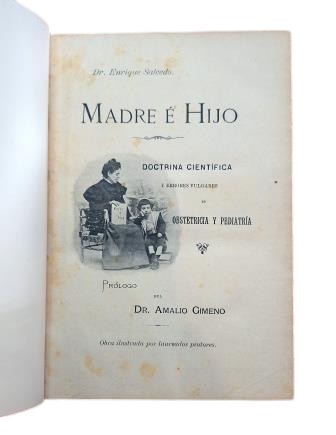 Dr. Enrique Salcedo.
MADRE É HIJO
DOCTRINA CIENTÍFICA
Y ERRORES VULGARES
EN
OBSTETRICIA Y PEDIATRÍA
PRÓLOGO
DEL
DR. AMALIO GIMENO
Obra ilustrada por laureados pintores.